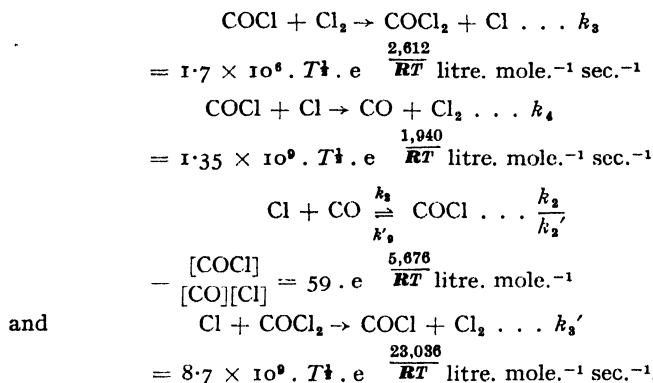 COCl + Cl₂ → COCl₂ + Cl . . . k₃
= 1·7 × 10⁶ . T^½ . e 2,612/RT litre. mole.⁻¹ sec.⁻¹
COCl + Cl → CO + Cl₂ . . . k₄
= 1·35 × 10⁹ . T^½ . e 1,940/RT litre. mole.⁻¹ sec.⁻¹
Cl + CO ⇌ COCl . . . k₂/k₂′
− [COCl]/[CO][Cl] = 59 . e 5,676/RT litre. mole.⁻¹
and Cl + COCl₂ → COCl + Cl₂ . . . k₃′
= 8·7 × 10⁹ . T^½ . e 23,036/RT litre. mole.⁻¹ sec.⁻¹